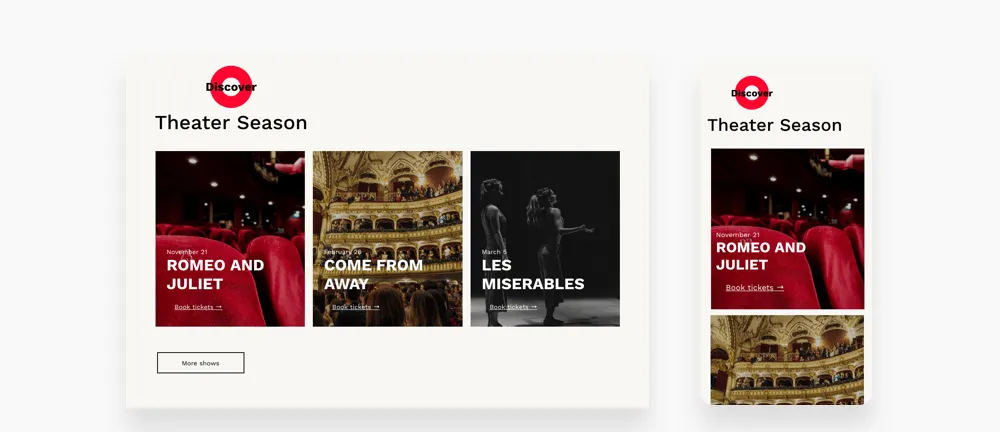 Discover
Theater Season
November 21
ROMEO AND
JULIET
Book tickets →
February 26
COME FROM
AWAY
Book tickets →
March 5
LES
MISERABLES
Book tickets →
More shows
Discover
Theater Season
November 21
ROMEO AND
JULIET
Book tickets →